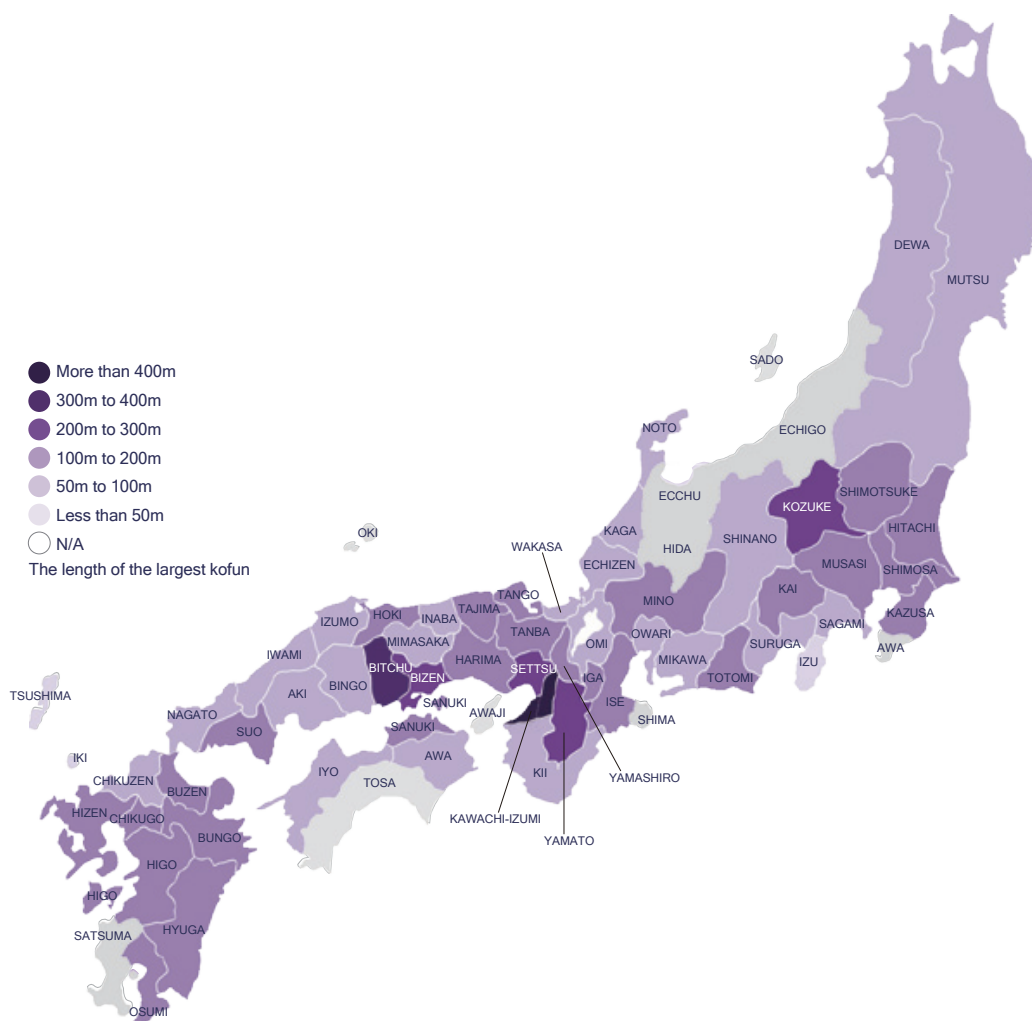 DEWA
MUTSU
SADO
More than 400m
300m to 400m
200m to 300m
100m to 200m
50m to 100m
Less than 50m
N/A
The length of the largest kofun
NOTO
ECHIGO
ECCHU
SHIMOTSUKE
KOZUKE
HITACHI
OKI
KAGA
WAKASA
HIDA
SHINANO
ECHIZEN
MUSASI
SHIMOSA
KAI
TANGO
MINO
KAZUSA
TAJIMA
HOKI
INABA
IZUMO
TANBA
OWARI
SAGAMI
MIMASAKA
OMI
SURUGA
AWA
IWAMI
HARIMA
SETTSU
MIKAWA
IZU
BITCHU
BIZEN
IGA
TOTOMI
AKI
BINGO
TSUSHIMA
SANUKI
AWAJI
ISE
SHIMA
NAGATO
SUO
SANUKI
IKI
AWA
KII
YAMASHIRO
IYO
TOSA
CHIKUZEN
BUZEN
HIZEN
CHIKUGO
KAWACHI-IZUMI
BUNGO
YAMATO
HIGO
HIGO
SATSUMA
HYUGA
OSUMI